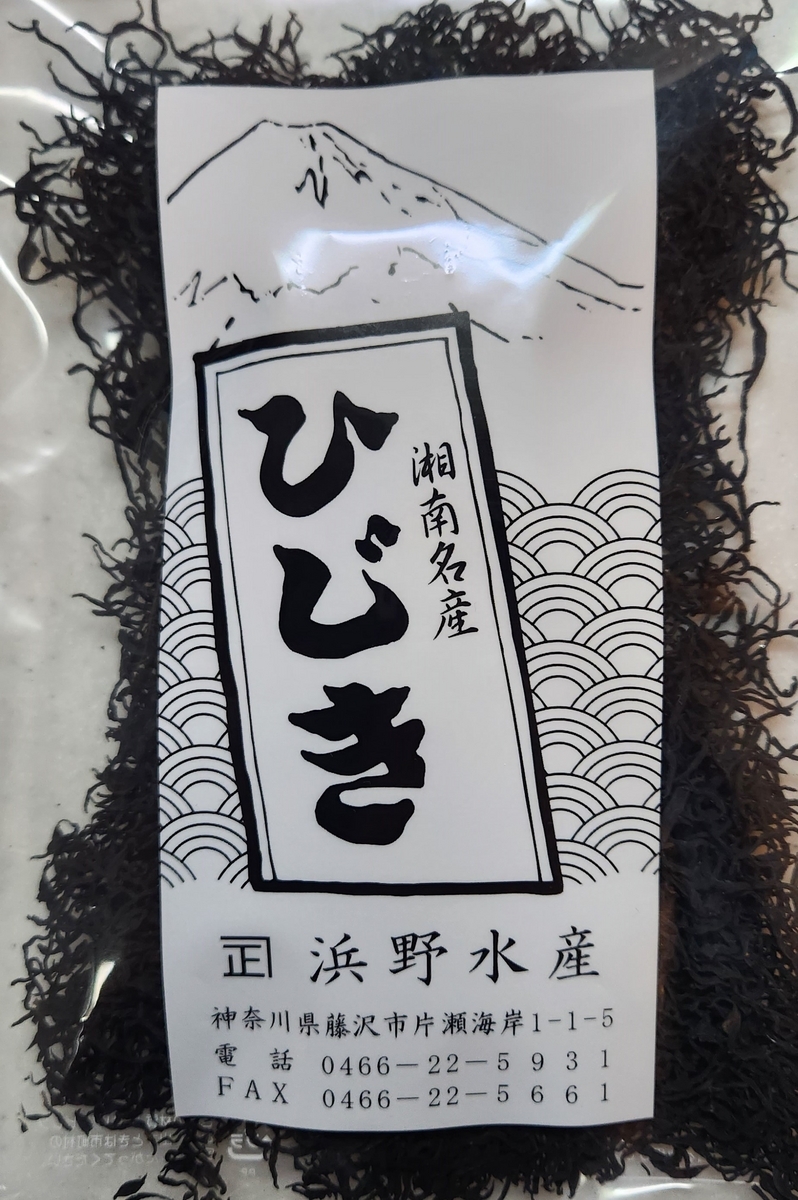 湘南名産
ひじき
正 浜野水産
神奈川県藤沢市片瀬海岸1-1-5
電話 0466-22-5931
FAX 0466-22-5661